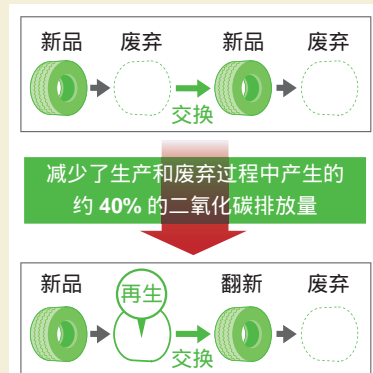 新品 废弃 新品 废弃
交换
减少了生产和废弃过程中产生的
约 40% 的二氧化碳排放量
新品 再生 翻新 废弃
交换